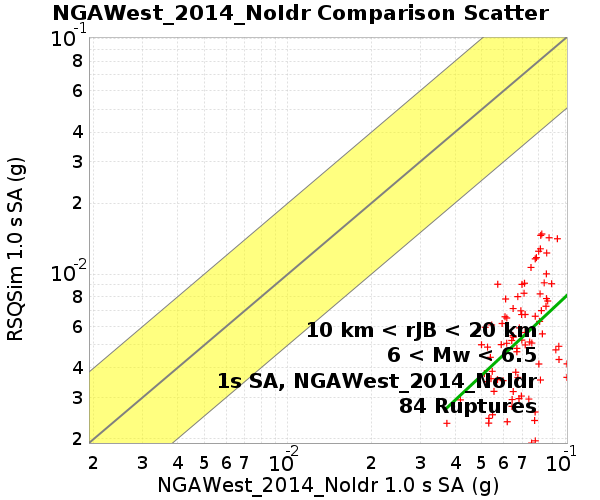 NGAWest_2014_NoIdr Comparison Scatter
RSQSim 1.0 s SA (g)
10-1
8
6
4
3
2
10-2
8
6
4
3
2
10 km < rJB < 20 km
6 < Mw < 6.5
1s SA, NGAWest_2014_NoIdr
84 Ruptures
2 3 4 5 6 7 10-2 2 3 4 5 6 7 10-1
NGAWest_2014_NoIdr 1.0 s SA (g)